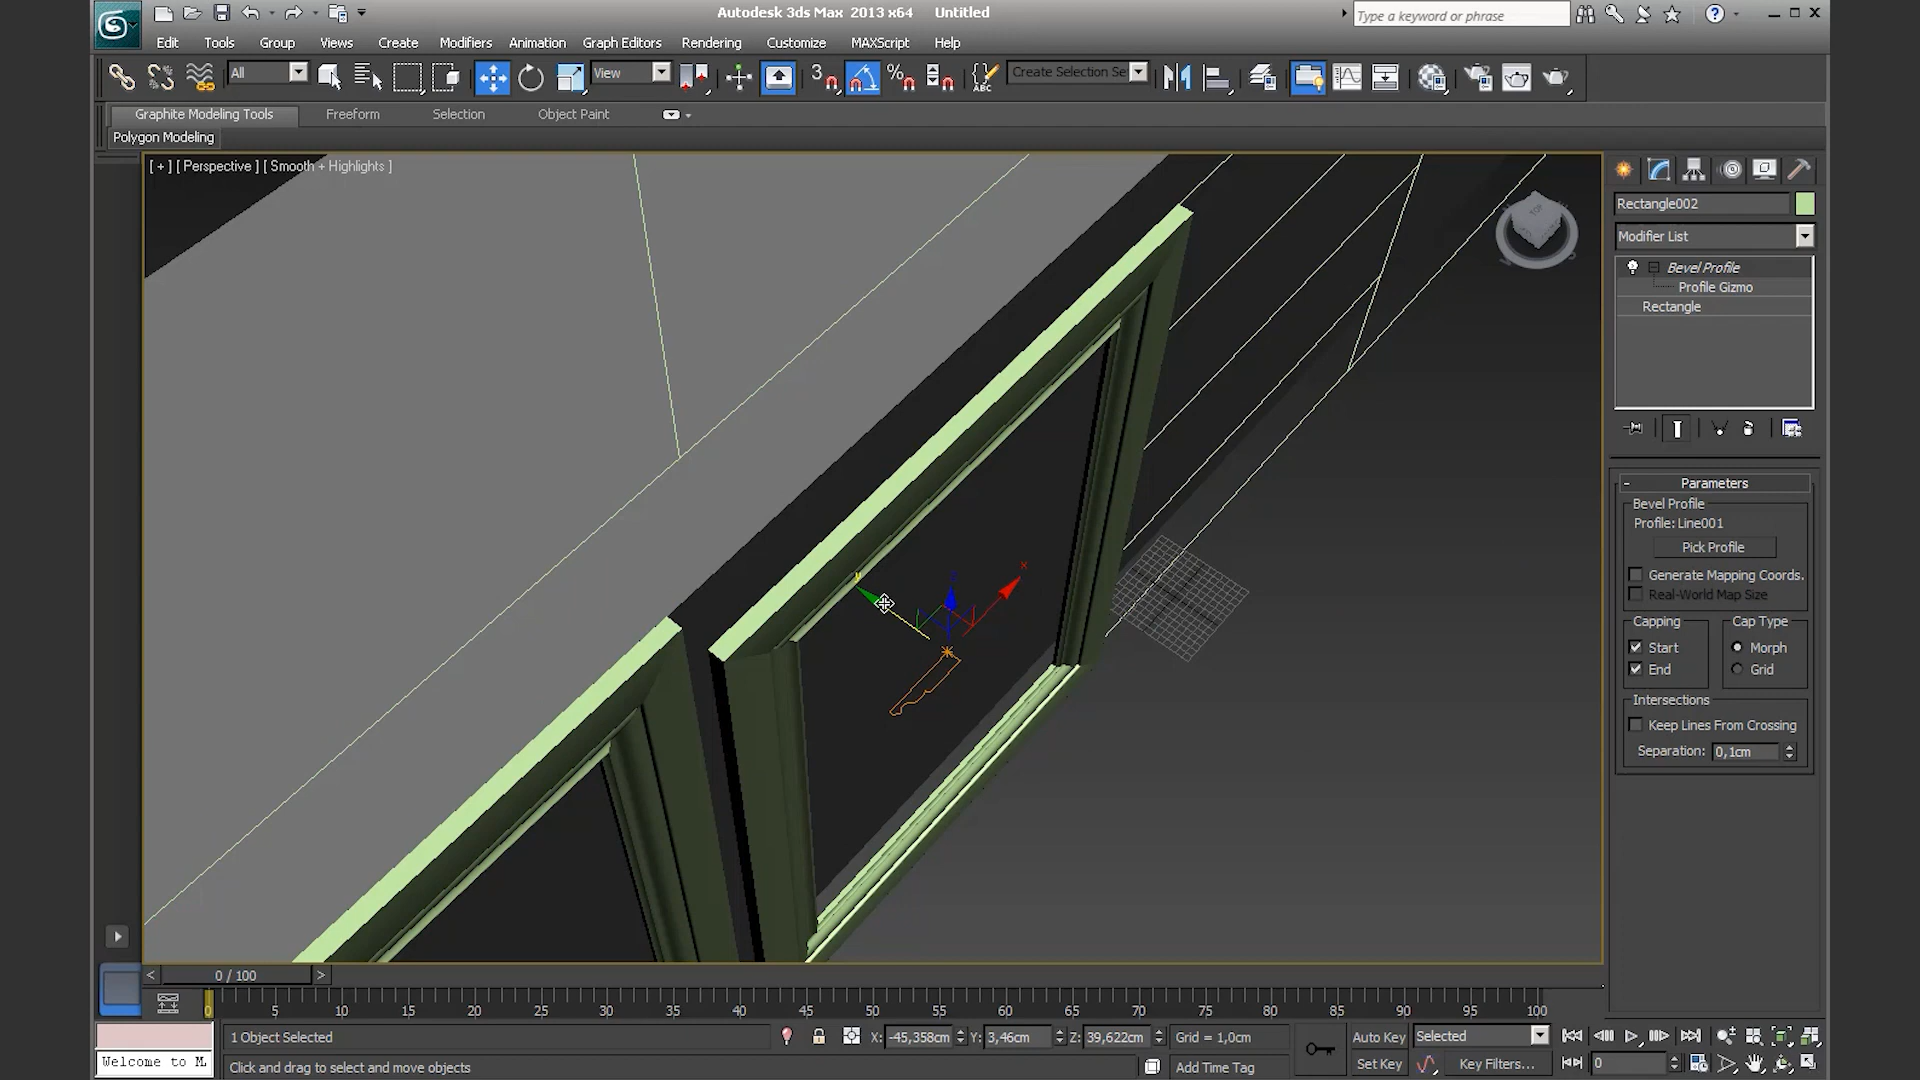 Autodesk 3ds Max 2013 x64 Untitled
Type a keyword or phrase
Edit Tools Group Views Create Modifiers Animation Graph Editors Rendering Customize MAXScript Help
All
View
3
%
ABC
Create Selection Se
Graphite Modeling Tools Freeform Selection Object Paint
Polygon Modeling
[ + ] [ Perspective ] [ Smooth + Highlights ]
TOP
x
y
Rectangle002
Modifier List
Bevel Profile
Profile Gizmo
Rectangle
- Parameters
Bevel Profile
Profile: Line001
Pick Profile
Generate Mapping Coords.
Real-World Map Size
Capping
Start
End
Cap Type
Morph
Grid
Intersections
Keep Lines From Crossing
Separation: 0,1cm
< 0 / 100 >
0 5 10 15 20 25 30 35 40 45 50 55 60 65 70 75 80 85 90 95 100
1 Object Selected X: -45,358cm Y: 3,46cm Z: 39,622cm Grid = 1,0cm Auto Key Selected
Welcome to M.
Click and drag to select and move objects Add Time Tag Set Key Key Filters... 0